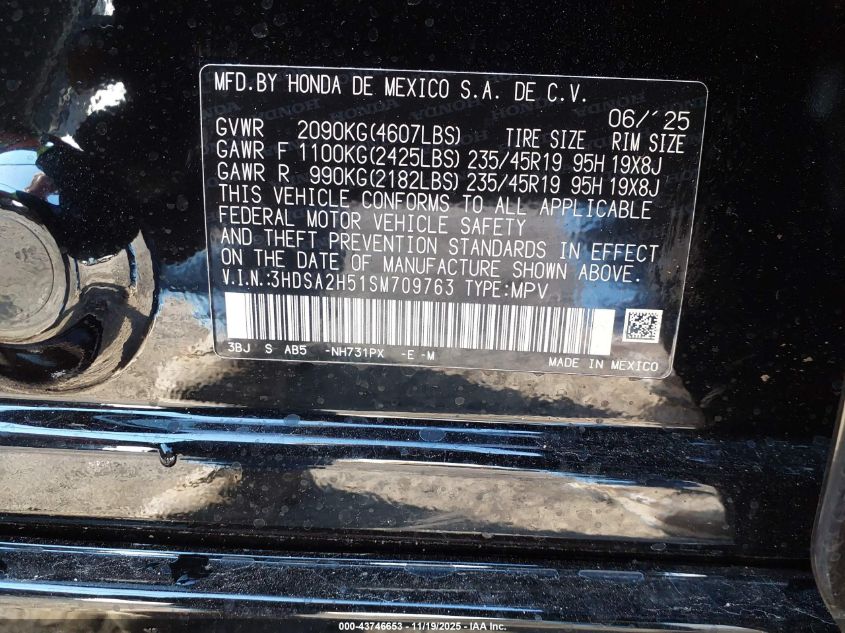 MFD.BY HONDA DE MEXICO S.A. DE C.V.
06/'25
GVWR 2090KG(4607LBS) TIRE SIZE RIM SIZE
GAWR F 1100KG(2425LBS) 235/45R19 95H 19X8J
GAWR R 990KG(2182LBS) 235/45R19 95H 19X8J
THIS VEHICLE CONFORMS TO ALL APPLICABLE
FEDERAL MOTOR VEHICLE SAFETY
AND THEFT PREVENTION STANDARDS IN EFFECT
ON THE DATE OF MANUFACTURE SHOWN ABOVE.
V.I.N.:3HDSA2H51SM709763 TYPE:MPV
3BJ S AB5 -NH731PX -E -M
MADE IN MEXICO
000-43746653 - 11/19/2025 - IAA Inc.